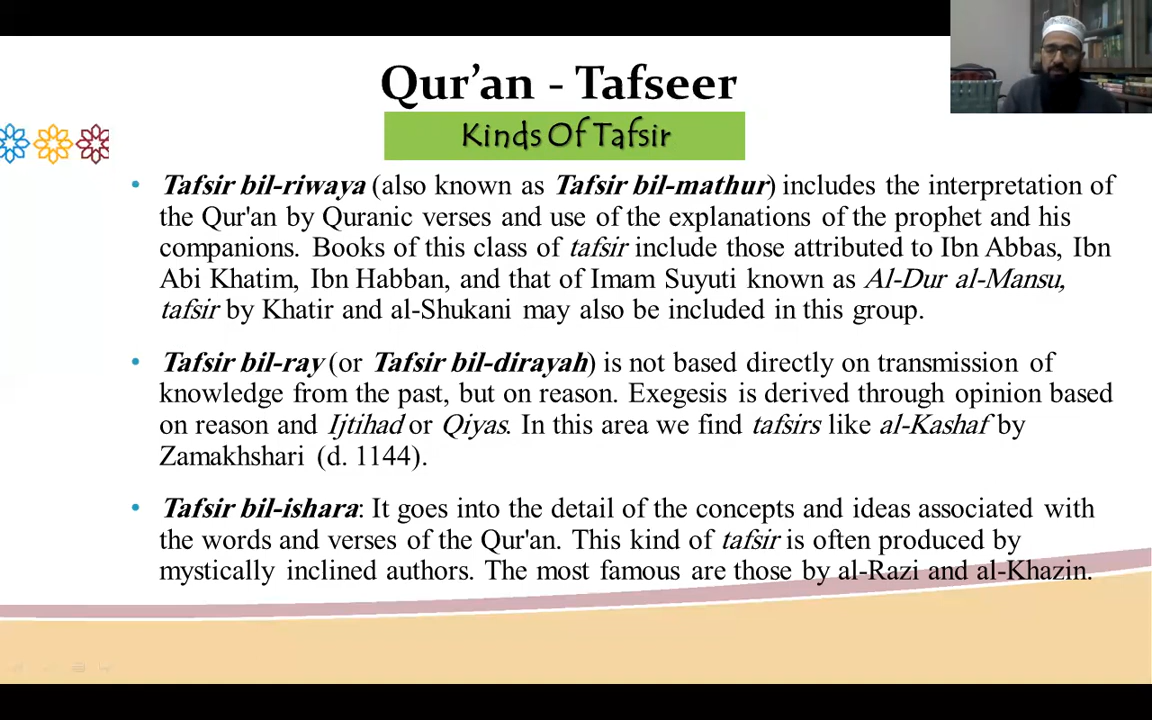 Qur'an - Tafseer
Kinds Of Tafsir
• Tafsir bil-riwaya (also known as Tafsir bil-mathur) includes the interpretation of
the Qur'an by Quranic verses and use of the explanations of the prophet and his
companions. Books of this class of tafsir include those attributed to Ibn Abbas, Ibn
Abi Khatim, Ibn Habban, and that of Imam Suyuti known as Al-Dur al-Mansu,
tafsir by Khatir and al-Shukani may also be included in this group.
• Tafsir bil-ray (or Tafsir bil-dirayah) is not based directly on transmission of
knowledge from the past, but on reason. Exegesis is derived through opinion based
on reason and Ijtihad or Qiyas. In this area we find tafsirs like al-Kashaf by
Zamakhshari (d. 1144).
• Tafsir bil-ishara: It goes into the detail of the concepts and ideas associated with
the words and verses of the Qur'an. This kind of tafsir is often produced by
mystically inclined authors. The most famous are those by al-Razi and al-Khazin.